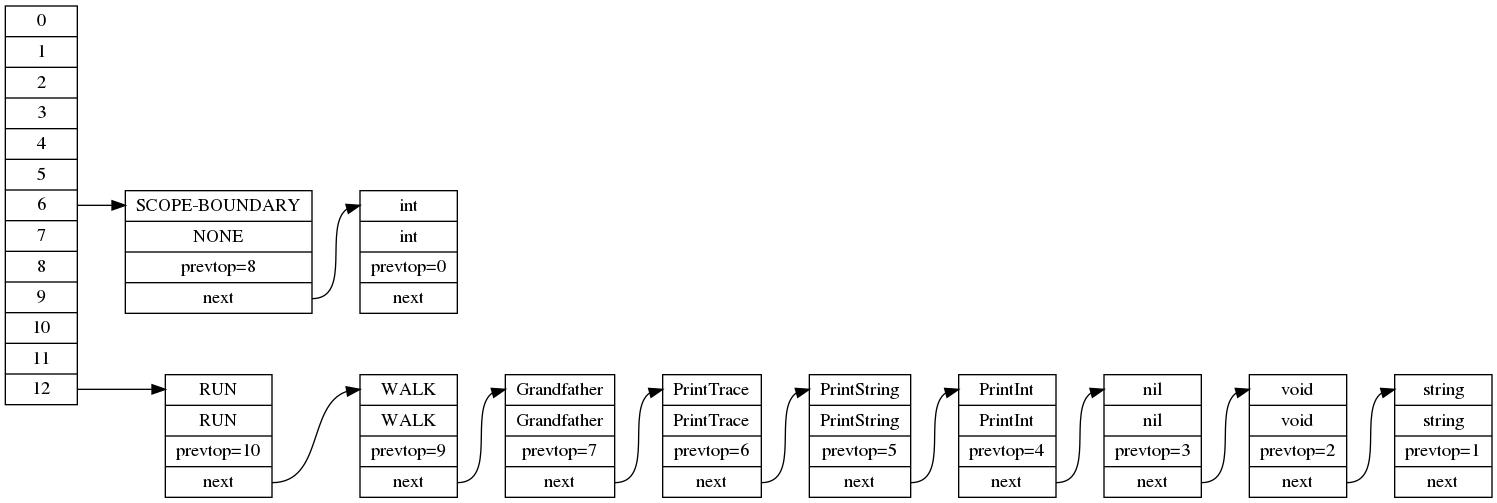 0
1
2
3
4
5
6
7
8
9
10
11
12
SCOPE-BOUNDARY
NONE
prevtop=8
next
int
int
prevtop=0
next
RUN
RUN
prevtop=10
next
WALK
WALK
prevtop=9
next
Grandfather
Grandfather
prevtop=7
next
PrintTrace
PrintTrace
prevtop=6
next
PrintString
PrintString
prevtop=5
next
PrintInt
PrintInt
prevtop=4
next
nil
nil
prevtop=3
next
void
void
prevtop=2
next
string
string
prevtop=1
next